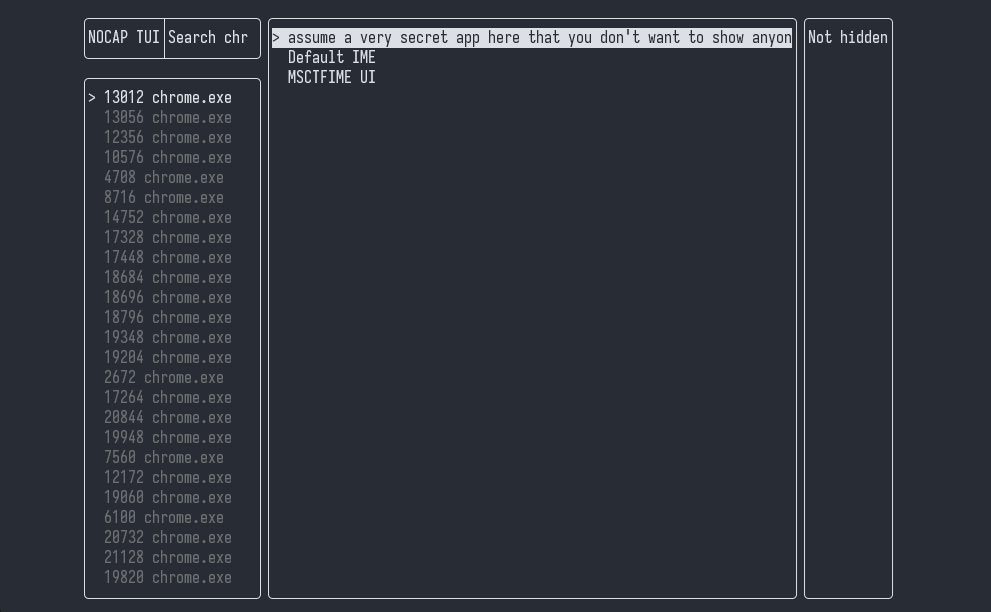 NOCAP TUI Search chr
> 13012 chrome.exe
13056 chrome.exe
12356 chrome.exe
10576 chrome.exe
4708 chrome.exe
8716 chrome.exe
14752 chrome.exe
17328 chrome.exe
17448 chrome.exe
18684 chrome.exe
18696 chrome.exe
18796 chrome.exe
19348 chrome.exe
19204 chrome.exe
2672 chrome.exe
17264 chrome.exe
20844 chrome.exe
19948 chrome.exe
7560 chrome.exe
12172 chrome.exe
19060 chrome.exe
6100 chrome.exe
20732 chrome.exe
21128 chrome.exe
19820 chrome.exe
> assume a very secret app here that you don't want to show anyon
Default IME
MSCTFIME UI
Not hidden